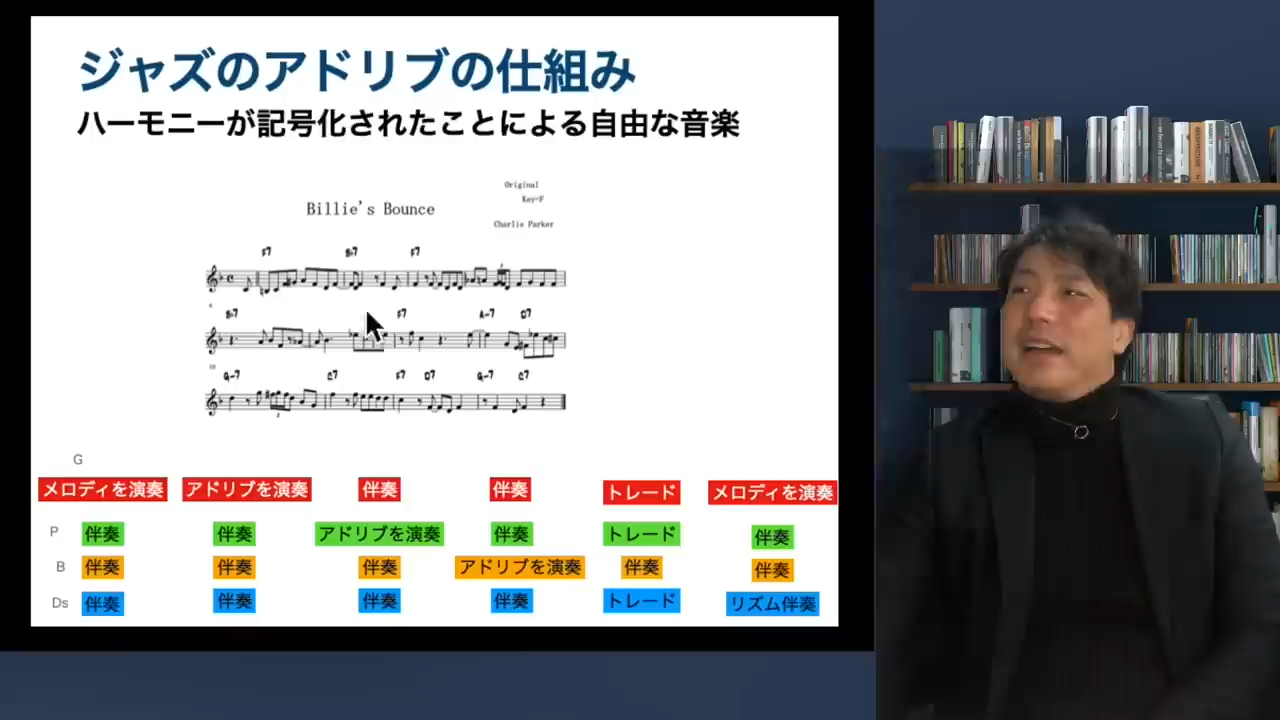 ジャズのアドリブの仕組み
ハーモニーが記号化されたことによる自由な音楽
Original
Key=F
Billie's Bounce
Charlie Parker
F7 B♭7 F7
B♭7 F7 A-7 D7
G-7 C7 F7 D7 G-7 C7
G
メロディを演奏 アドリブを演奏 伴奏 伴奏 トレード メロディを演奏
P 伴奏 伴奏 アドリブを演奏 伴奏 トレード 伴奏
B 伴奏 伴奏 伴奏 アドリブを演奏 伴奏 伴奏
Ds 伴奏 伴奏 伴奏 伴奏 トレード リズム伴奏